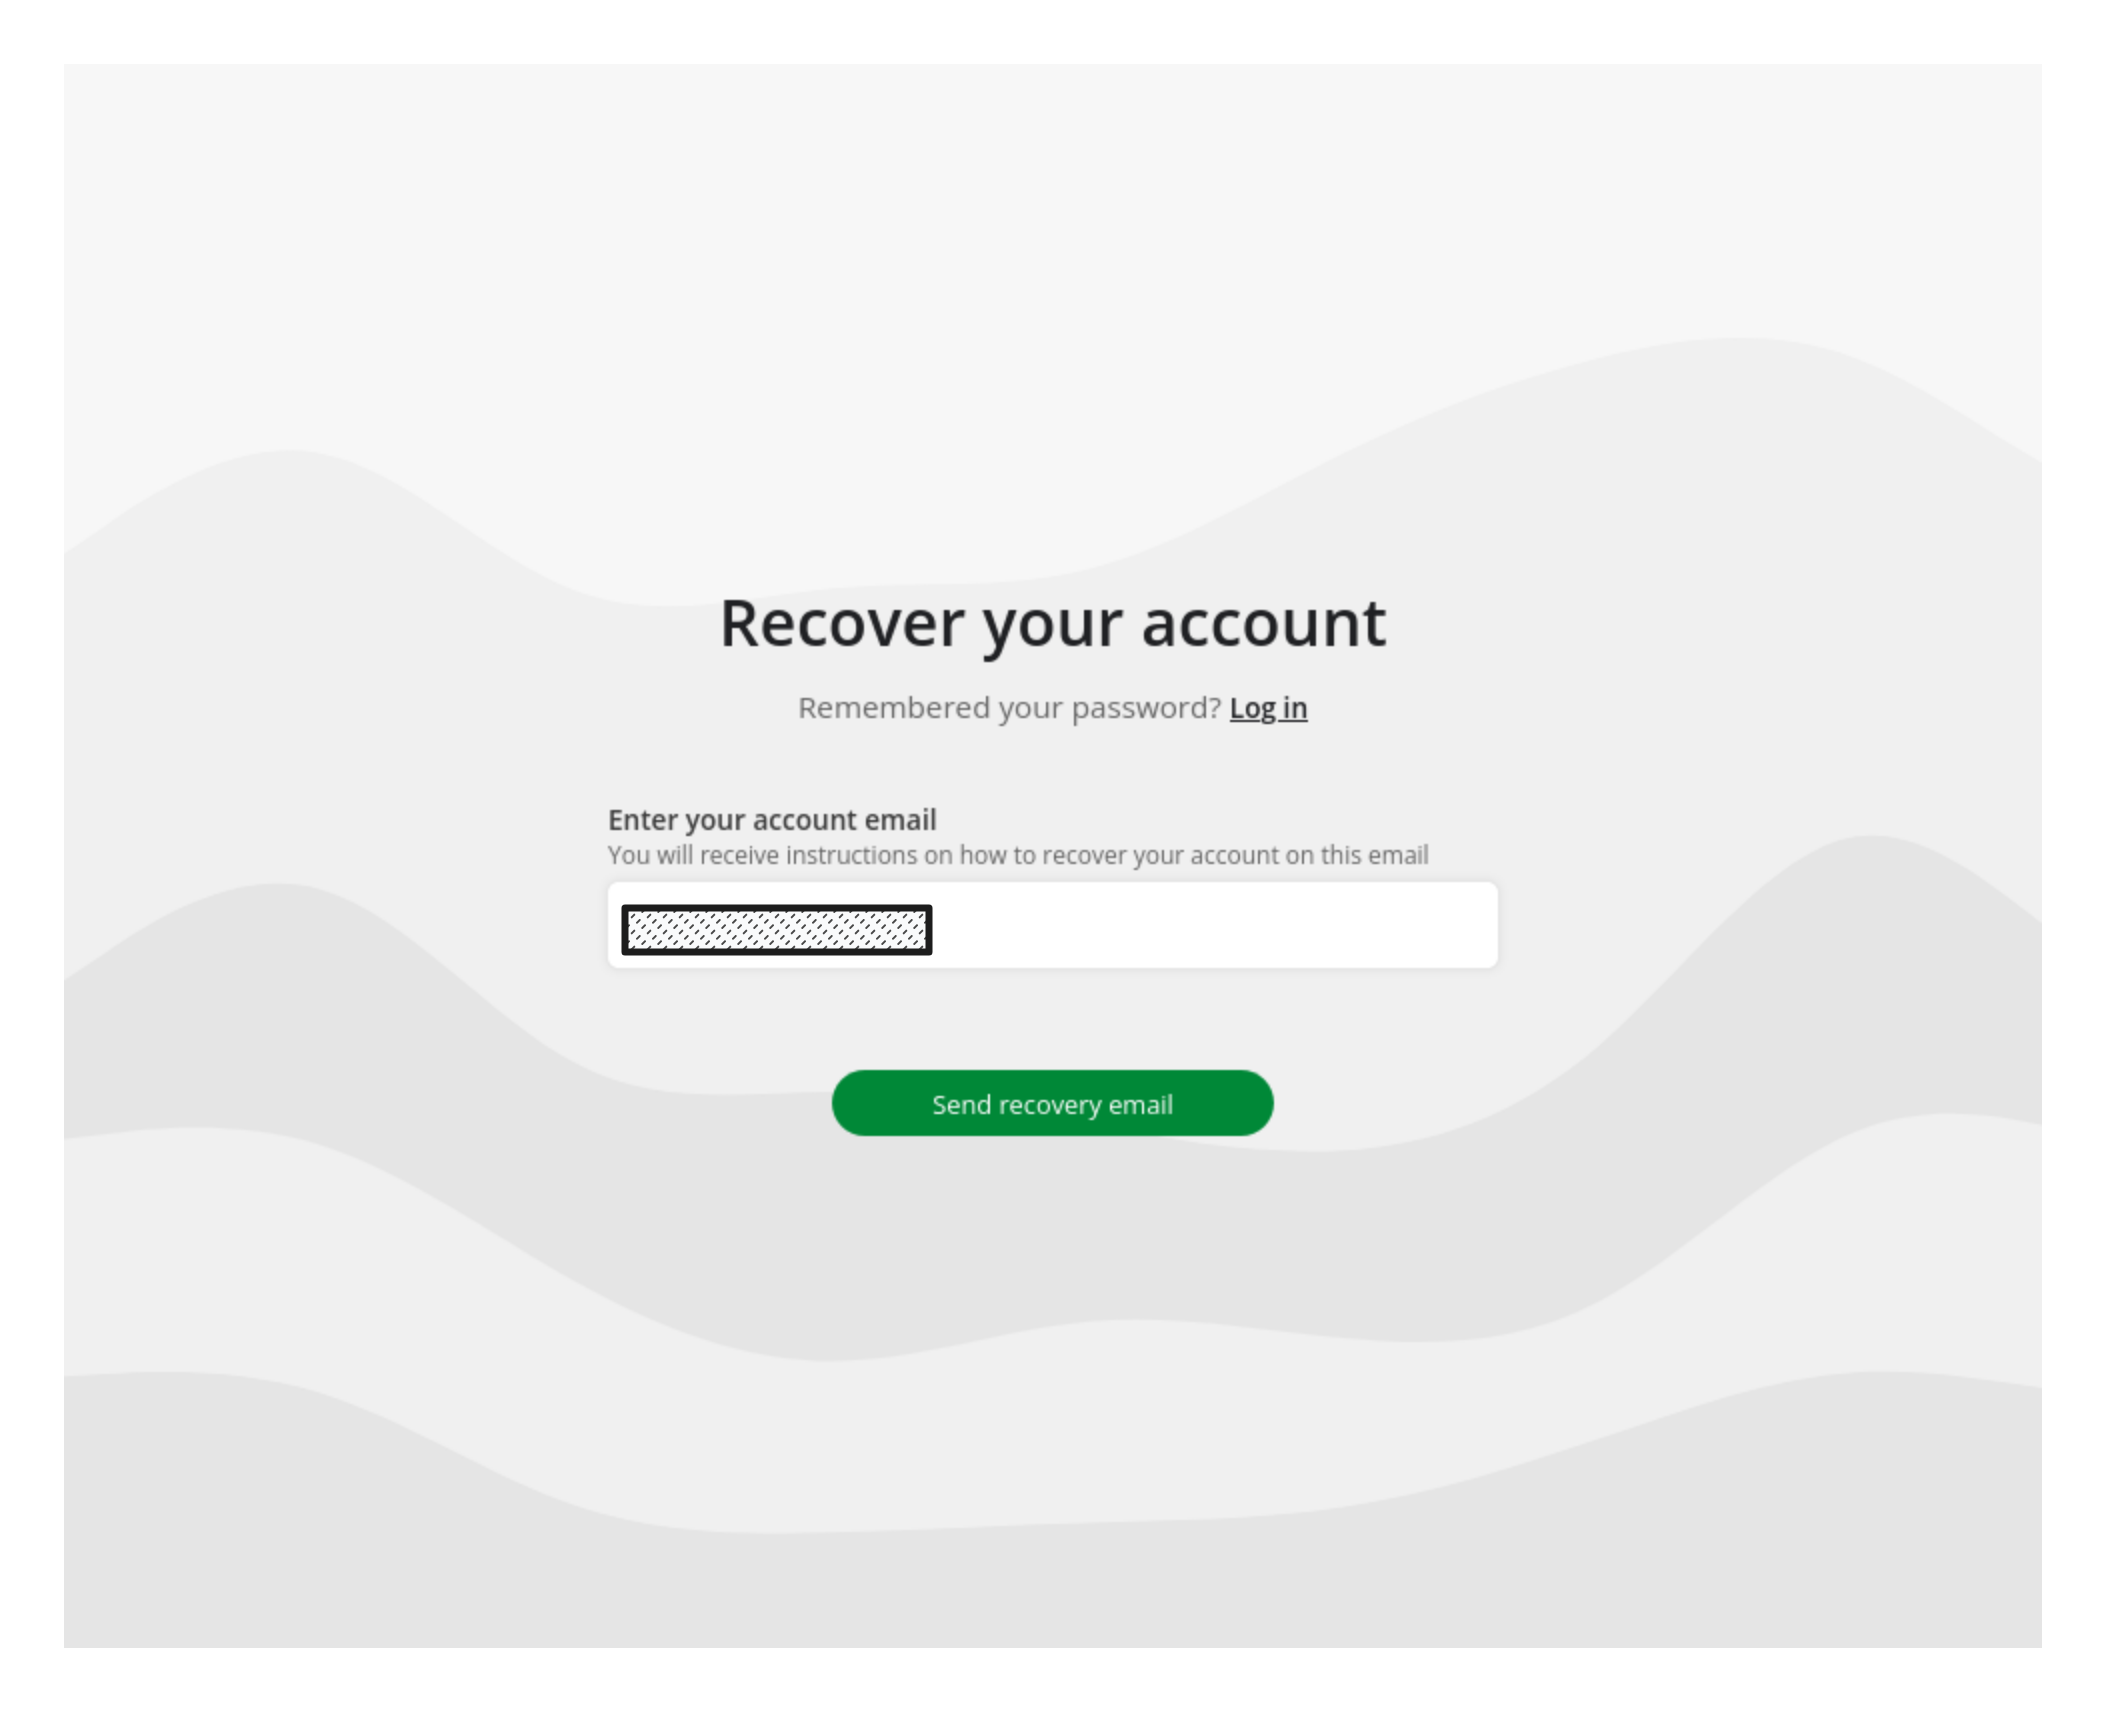 Recover your account
Remembered your password? Log in
Enter your account email
You will receive instructions on how to recover your account on this email
Send recovery email